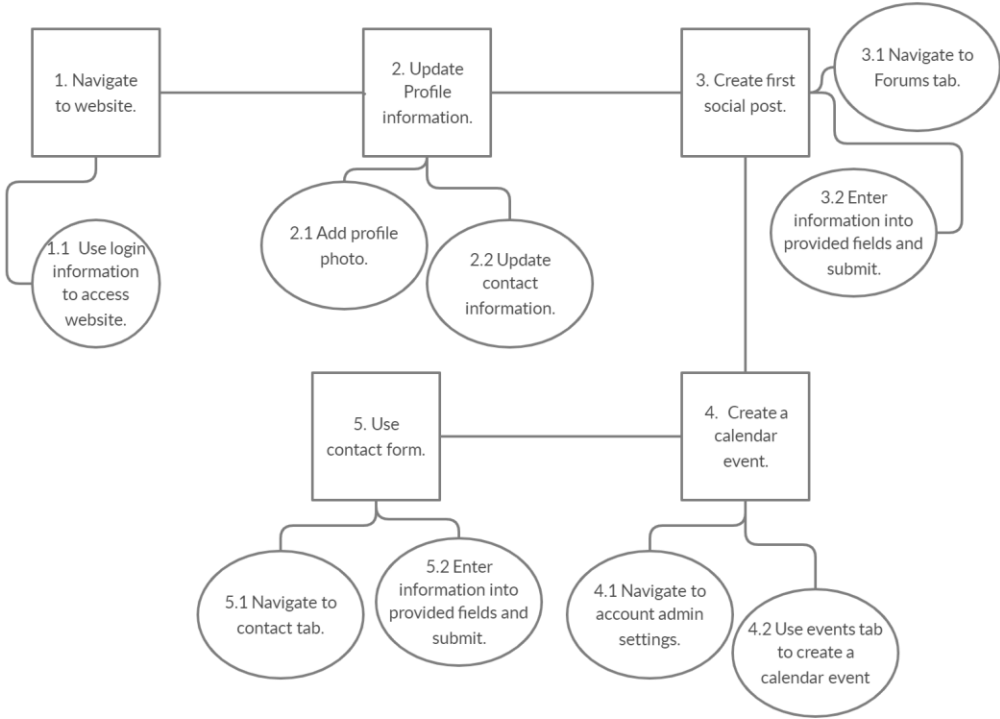 1. Navigate
to website.
1.1 Use login
information
to access
website.
2. Update
Profile
information.
2.1 Add profile
photo.
2.2 Update
contact
information.
3. Create first
social post.
3.1 Navigate to
Forums tab.
3.2 Enter
information into
provided fields and
submit.
4. Create a
calendar
event.
4.1 Navigate to
account admin
settings.
4.2 Use events tab
to create a
calendar event
5. Use
contact form.
5.1 Navigate to
contact tab.
5.2 Enter
information into
provided fields and
submit.